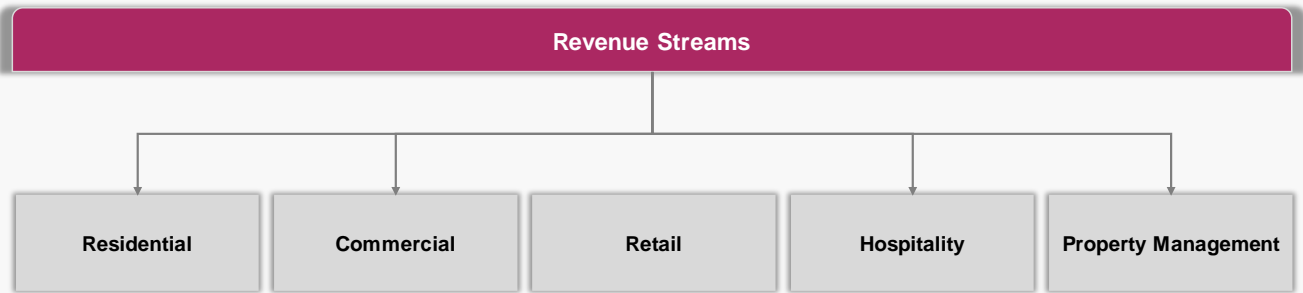 Revenue Streams
Residential
Commercial
Retail
Hospitality
Property Management